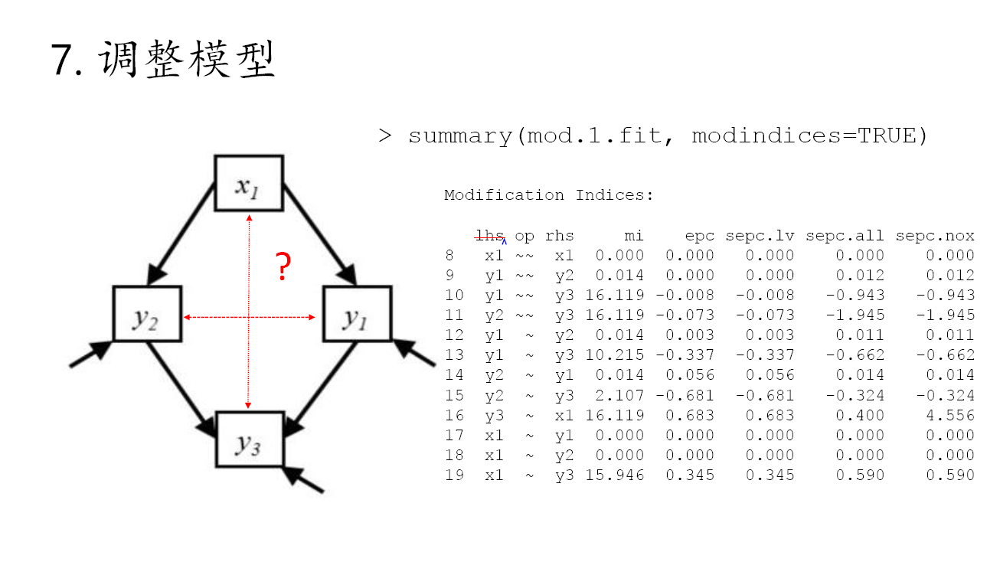 7. 调整模型
> summary(mod.1.fit, modindices=TRUE)
Modification Indices:
lhs op rhs mi epc sepc.lv sepc.all sepc.nox
8 x1 ~~ x1 0.000 0.000 0.000 0.000 0.000
9 y1 ~~ y2 0.014 0.000 0.000 0.012 0.012
10 y1 ~~ y3 16.119 -0.008 -0.008 -0.943 -0.943
11 y2 ~~ y3 16.119 -0.073 -0.073 -1.945 -1.945
12 y1 ~ y2 0.014 0.003 0.003 0.011 0.011
13 y1 ~ y3 10.215 -0.337 -0.337 -0.662 -0.662
14 y2 ~ y1 0.014 0.056 0.056 0.014 0.014
15 y2 ~ y3 2.107 -0.681 -0.681 -0.324 -0.324
16 y3 ~ x1 16.119 0.683 0.683 0.400 4.556
17 x1 ~ y1 0.000 0.000 0.000 0.000 0.000
18 x1 ~ y2 0.000 0.000 0.000 0.000 0.000
19 x1 ~ y3 15.946 0.345 0.345 0.590 0.590
x1
?
y2
y1
y3